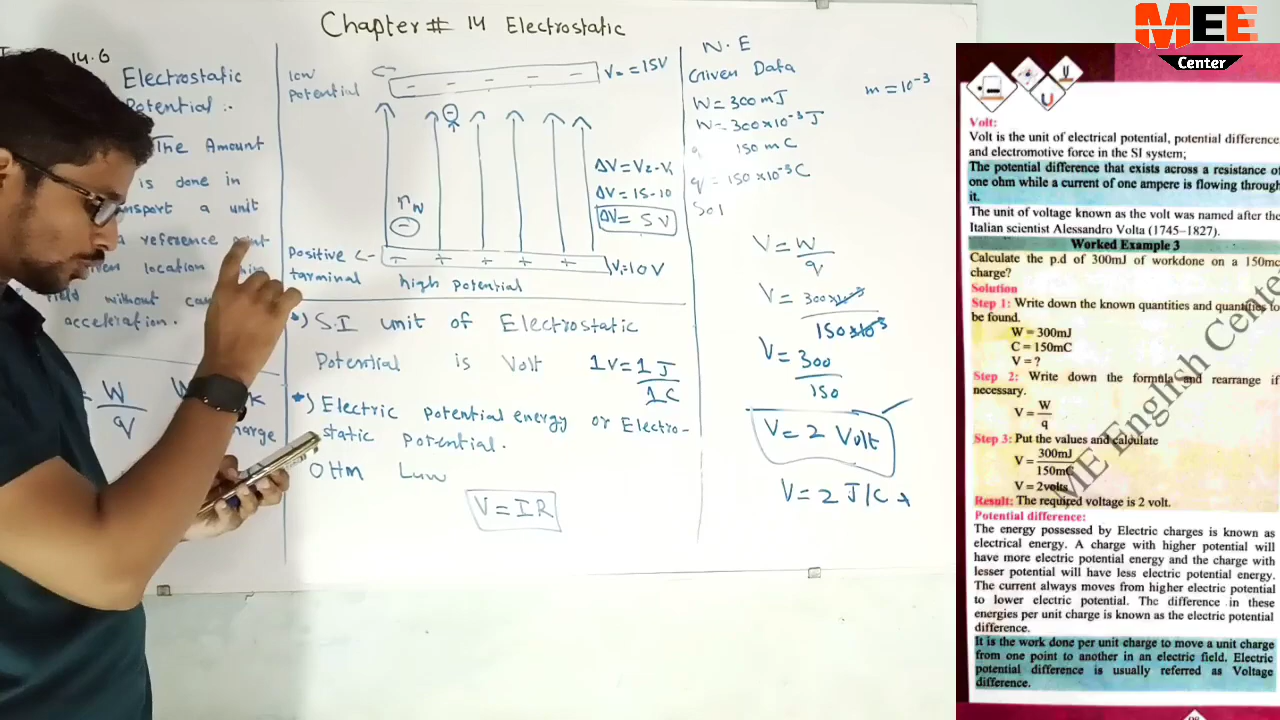 Chapter # 14 Electrostatic
14.6
Electrostatic
Potential :-
The Amount
is done in
a unit
a reference point
location
field without
acceleration.
W
q
charge
low
potential
V₂ = 15V
ΔV = V₂-V₁
ΔV = 15-10
ΔV = 5V
Positive
terminal
high potential
V₁=10V
S.I unit of Electrostatic
Potential is Volt 1V = 1J
1C
Electric potential energy or Electro-
static potential.
OHM Law
V = IR
N.E
Given Data
W = 300mJ
W = 300×10⁻³ J
150 mC
q = 150×10⁻³C
Sol
m = 10⁻³
V = W
q
V = 300×10⁻³
150×10⁻³
V = 300
150
V = 2 Volt
V = 2 J/C
MEE
Center
Volt:
Volt is the unit of electrical potential, potential difference
and electromotive force in the SI system;
The potential difference that exists across a resistance of
one ohm while a current of one ampere is flowing through
it.
The unit of voltage known as the volt was named after the
Italian scientist Alessandro Volta (1745–1827).
Worked Example 3
Calculate the p.d of 300mJ of workdone on a 150mc
charge?
Solution
Step 1: Write down the known quantities and quantities to
be found.
W = 300mJ
C = 150mC
V = ?
Step 2: Write down the formula and rearrange if
necessary.
V = W
q
Step 3: Put the values and calculate
V = 300mJ
150mC
V = 2volts
Result: The required voltage is 2 volt.
Potential difference:
The energy possessed by Electric charges is known as
electrical energy. A charge with higher potential will
have more electric potential energy and the charge with
lesser potential will have less electric potential energy.
The current always moves from higher electric potential
to lower electric potential. The difference in these
energies per unit charge is known as the electric potential
difference.
It is the work done per unit charge to move a unit charge
from one point to another in an electric field. Electric
potential difference is usually referred as Voltage
difference.
ME English Center